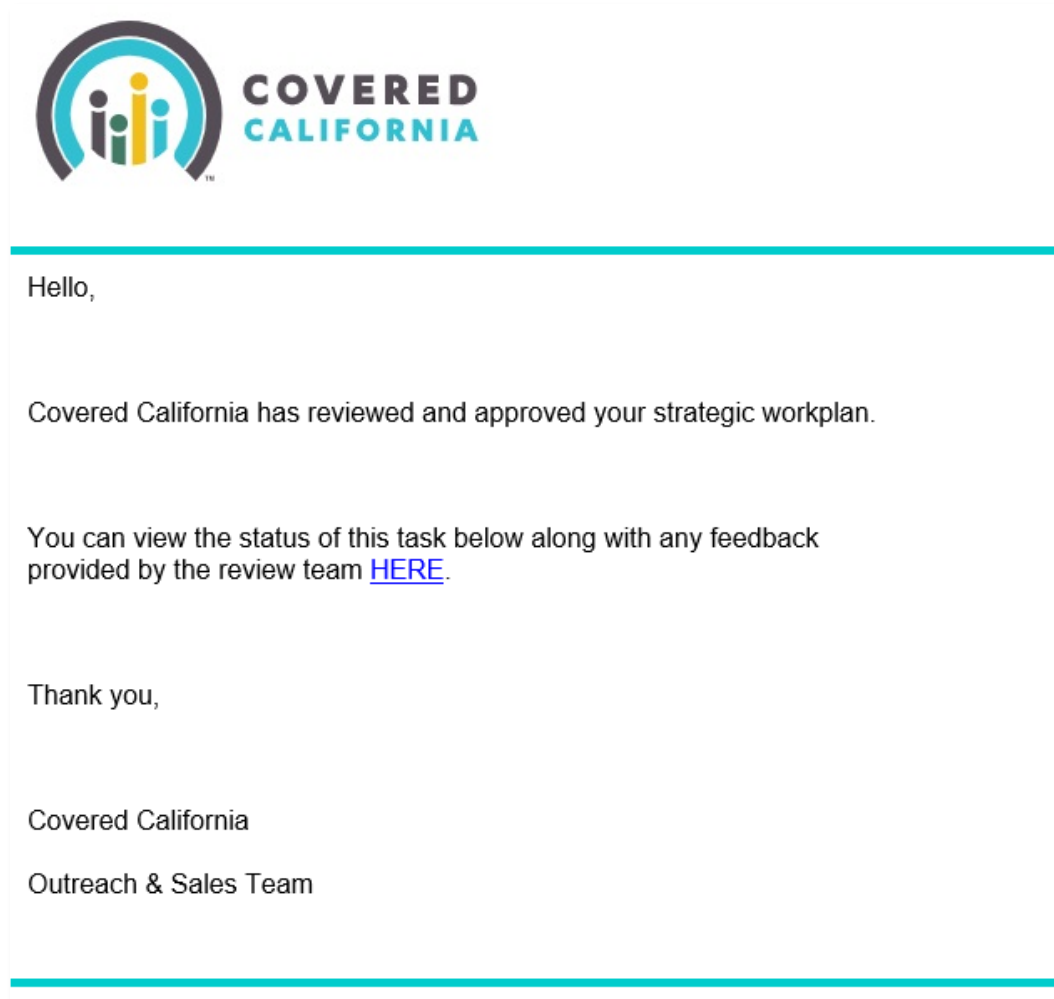 COVERED
CALIFORNIA
TM
Hello,
Covered California has reviewed and approved your strategic workplan.
You can view the status of this task below along with any feedback
provided by the review team HERE.
Thank you,
Covered California
Outreach & Sales Team